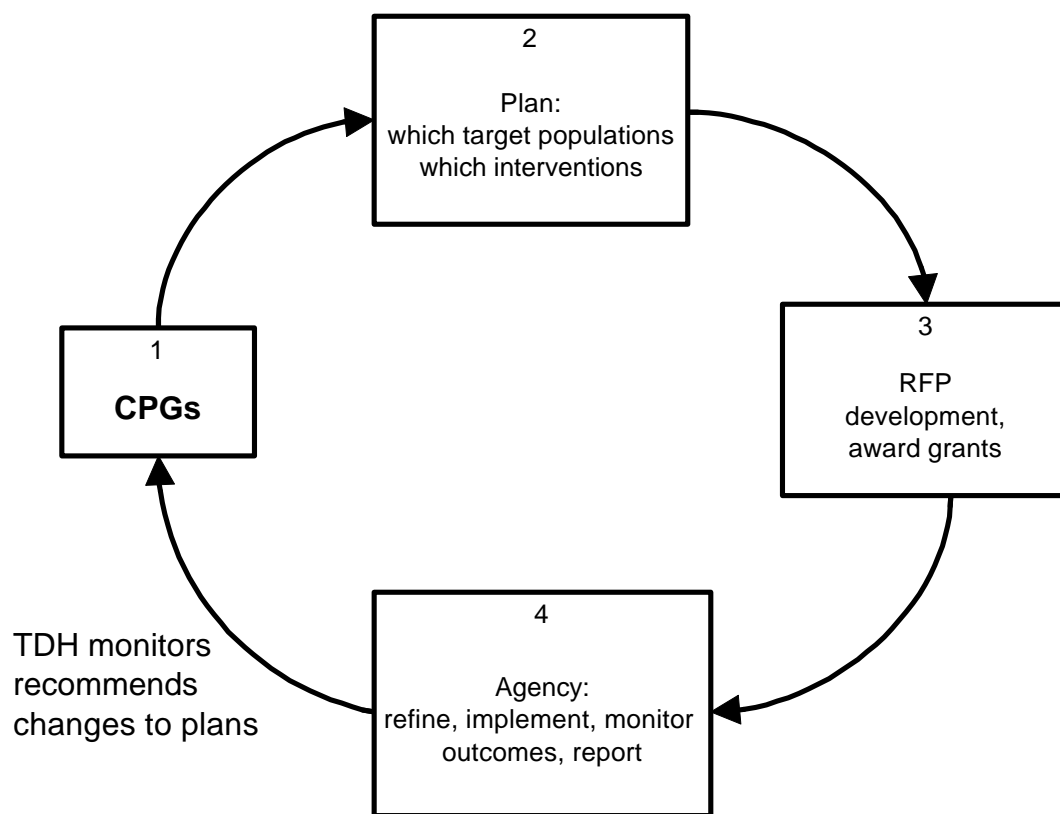 2
Plan:
which target populations
which interventions
3
RFP
development,
award grants
1
CPGs
4
Agency:
refine, implement, monitor
outcomes, report
TDH monitors
recommends
changes to plans